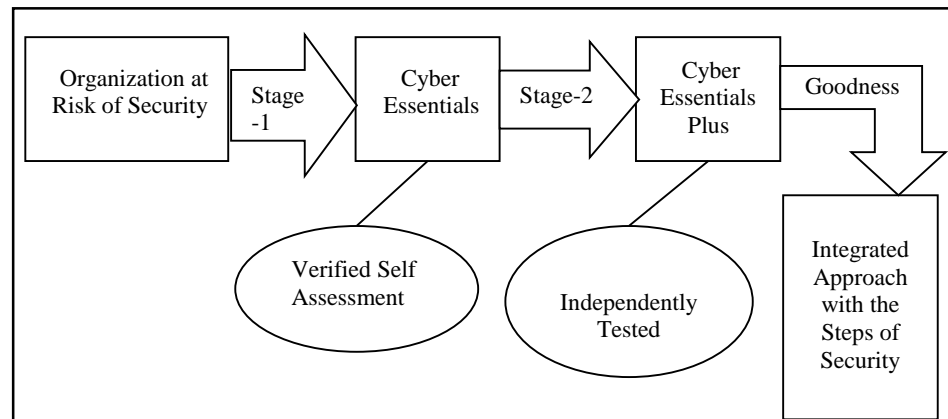 Organization at
Risk of Security
Stage
-1
Cyber
Essentials
Stage-2
Cyber
Essentials
Plus
Goodness
Verified Self
Assessment
Independently
Tested
Integrated
Approach
with the
Steps of
Security